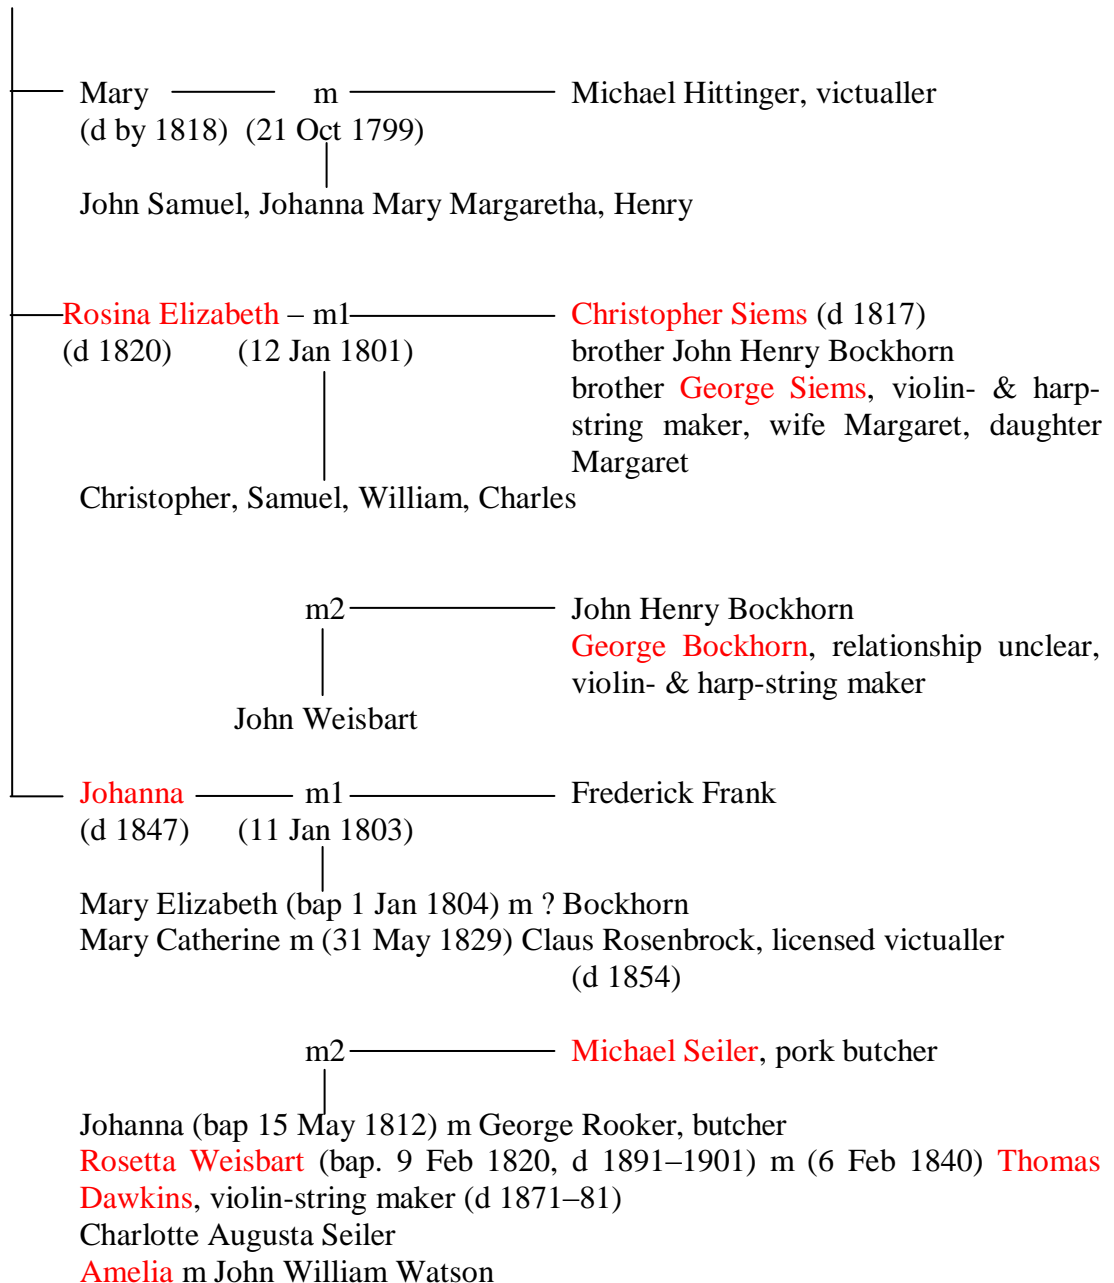 Mary m Michael Hittinger, victualler
(d by 1818) (21 Oct 1799)
John Samuel, Johanna Mary Margaretha, Henry
Rosina Elizabeth – m1 Christopher Siems (d 1817)
(d 1820) (12 Jan 1801) brother John Henry Bockhorn
brother George Siems, violin- & harp-
string maker, wife Margaret, daughter
Margaret
Christopher, Samuel, William, Charles
m2 John Henry Bockhorn
George Bockhorn, relationship unclear,
violin- & harp-string maker
John Weisbart
Johanna m1 Frederick Frank
(d 1847) (11 Jan 1803)
Mary Elizabeth (bap 1 Jan 1804) m ? Bockhorn
Mary Catherine m (31 May 1829) Claus Rosenbrock, licensed victualler
(d 1854)
m2 Michael Seiler, pork butcher
Johanna (bap 15 May 1812) m George Rooker, butcher
Rosetta Weisbart (bap. 9 Feb 1820, d 1891–1901) m (6 Feb 1840) Thomas
Dawkins, violin-string maker (d 1871–81)
Charlotte Augusta Seiler
Amelia m John William Watson